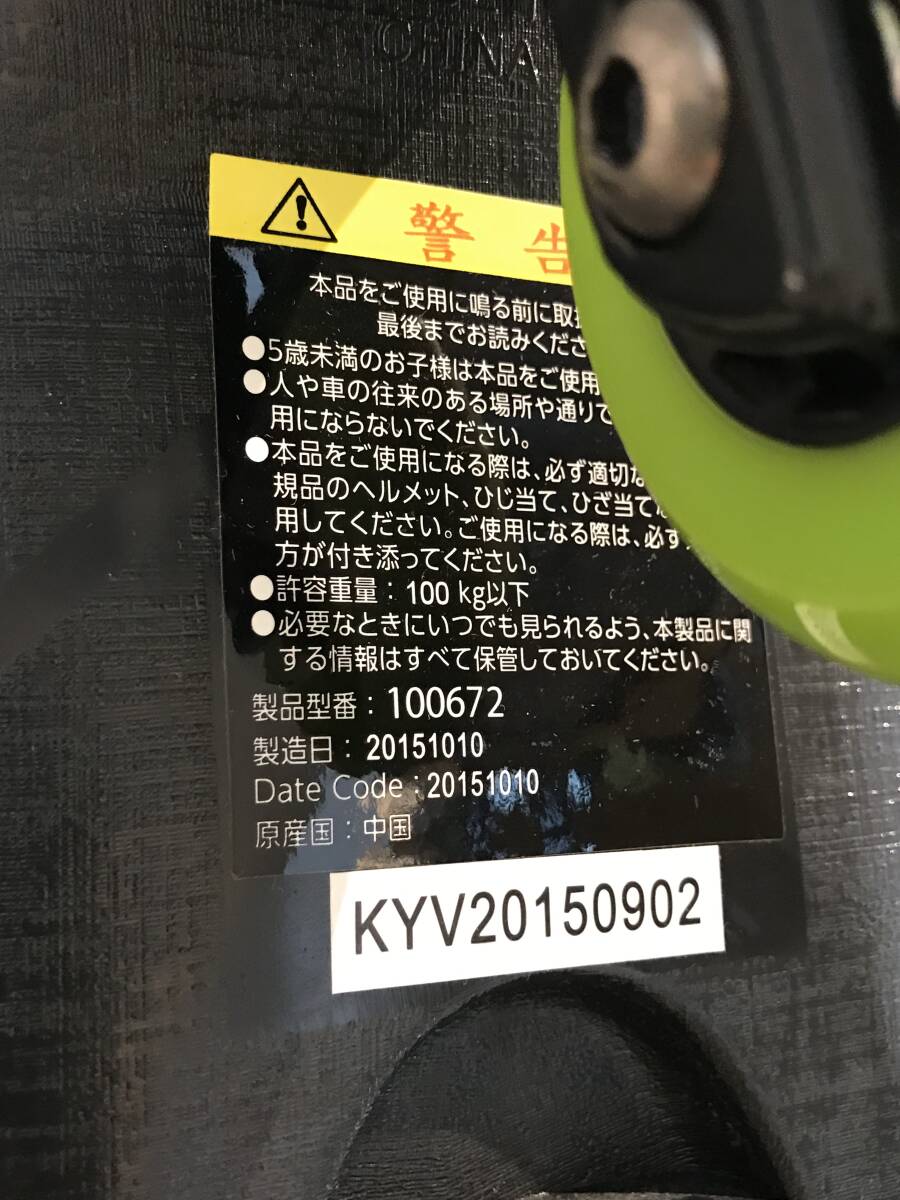 CHINA
警告
本品をご使用に鳴る前に取扱
最後までお読みくださ
●5歳未満のお子様は本品をご使用
●人や車の往来のある場所や通りで
用にならないでください。
●本品をご使用になる際は、必ず適切な
規品のヘルメット、ひじ当て、ひざ当て
用してください。ご使用になる際は、必ず
方が付き添ってください。
●許容重量：100 kg以下
●必要なときにいつでも見られるよう、本製品に関
する情報はすべて保管しておいてください。
製品型番：100672
製造日：20151010
Date Code：20151010
原産国：中国
KYV20150902